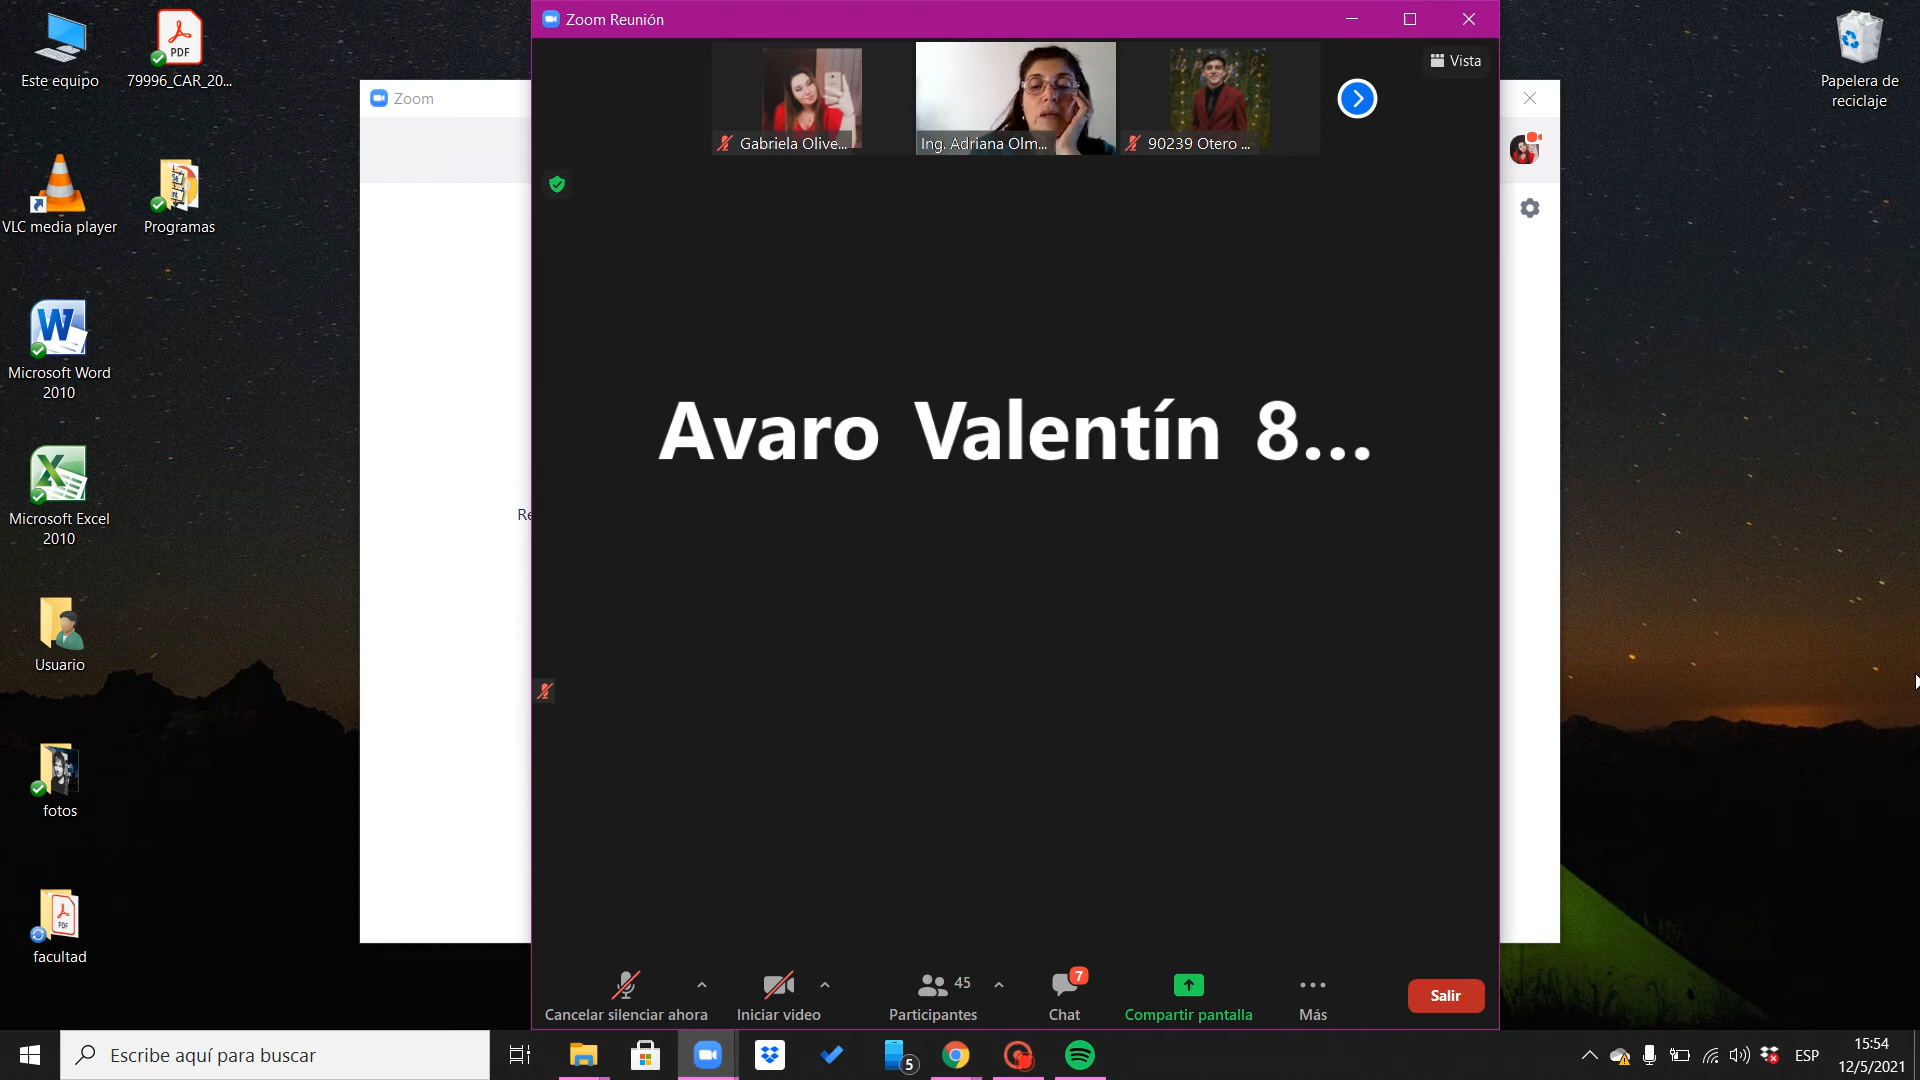 Este equipo
PDF
79996_CAR_20...
VLC media player
Programas
Microsoft Word
2010
Microsoft Excel
2010
Usuario
fotos
PDF
facultad
Zoom
Re
Zoom Reunión
Vista
Gabriela Olive...
Ing. Adriana Olm...
90239 Otero ...
Avaro Valentín 8...
Cancelar silenciar ahora
Iniciar video
45
Participantes
7
Chat
Compartir pantalla
Más
Salir
Papelera de
reciclaje
Escribe aquí para buscar
5
ESP
15:54
12/5/2021